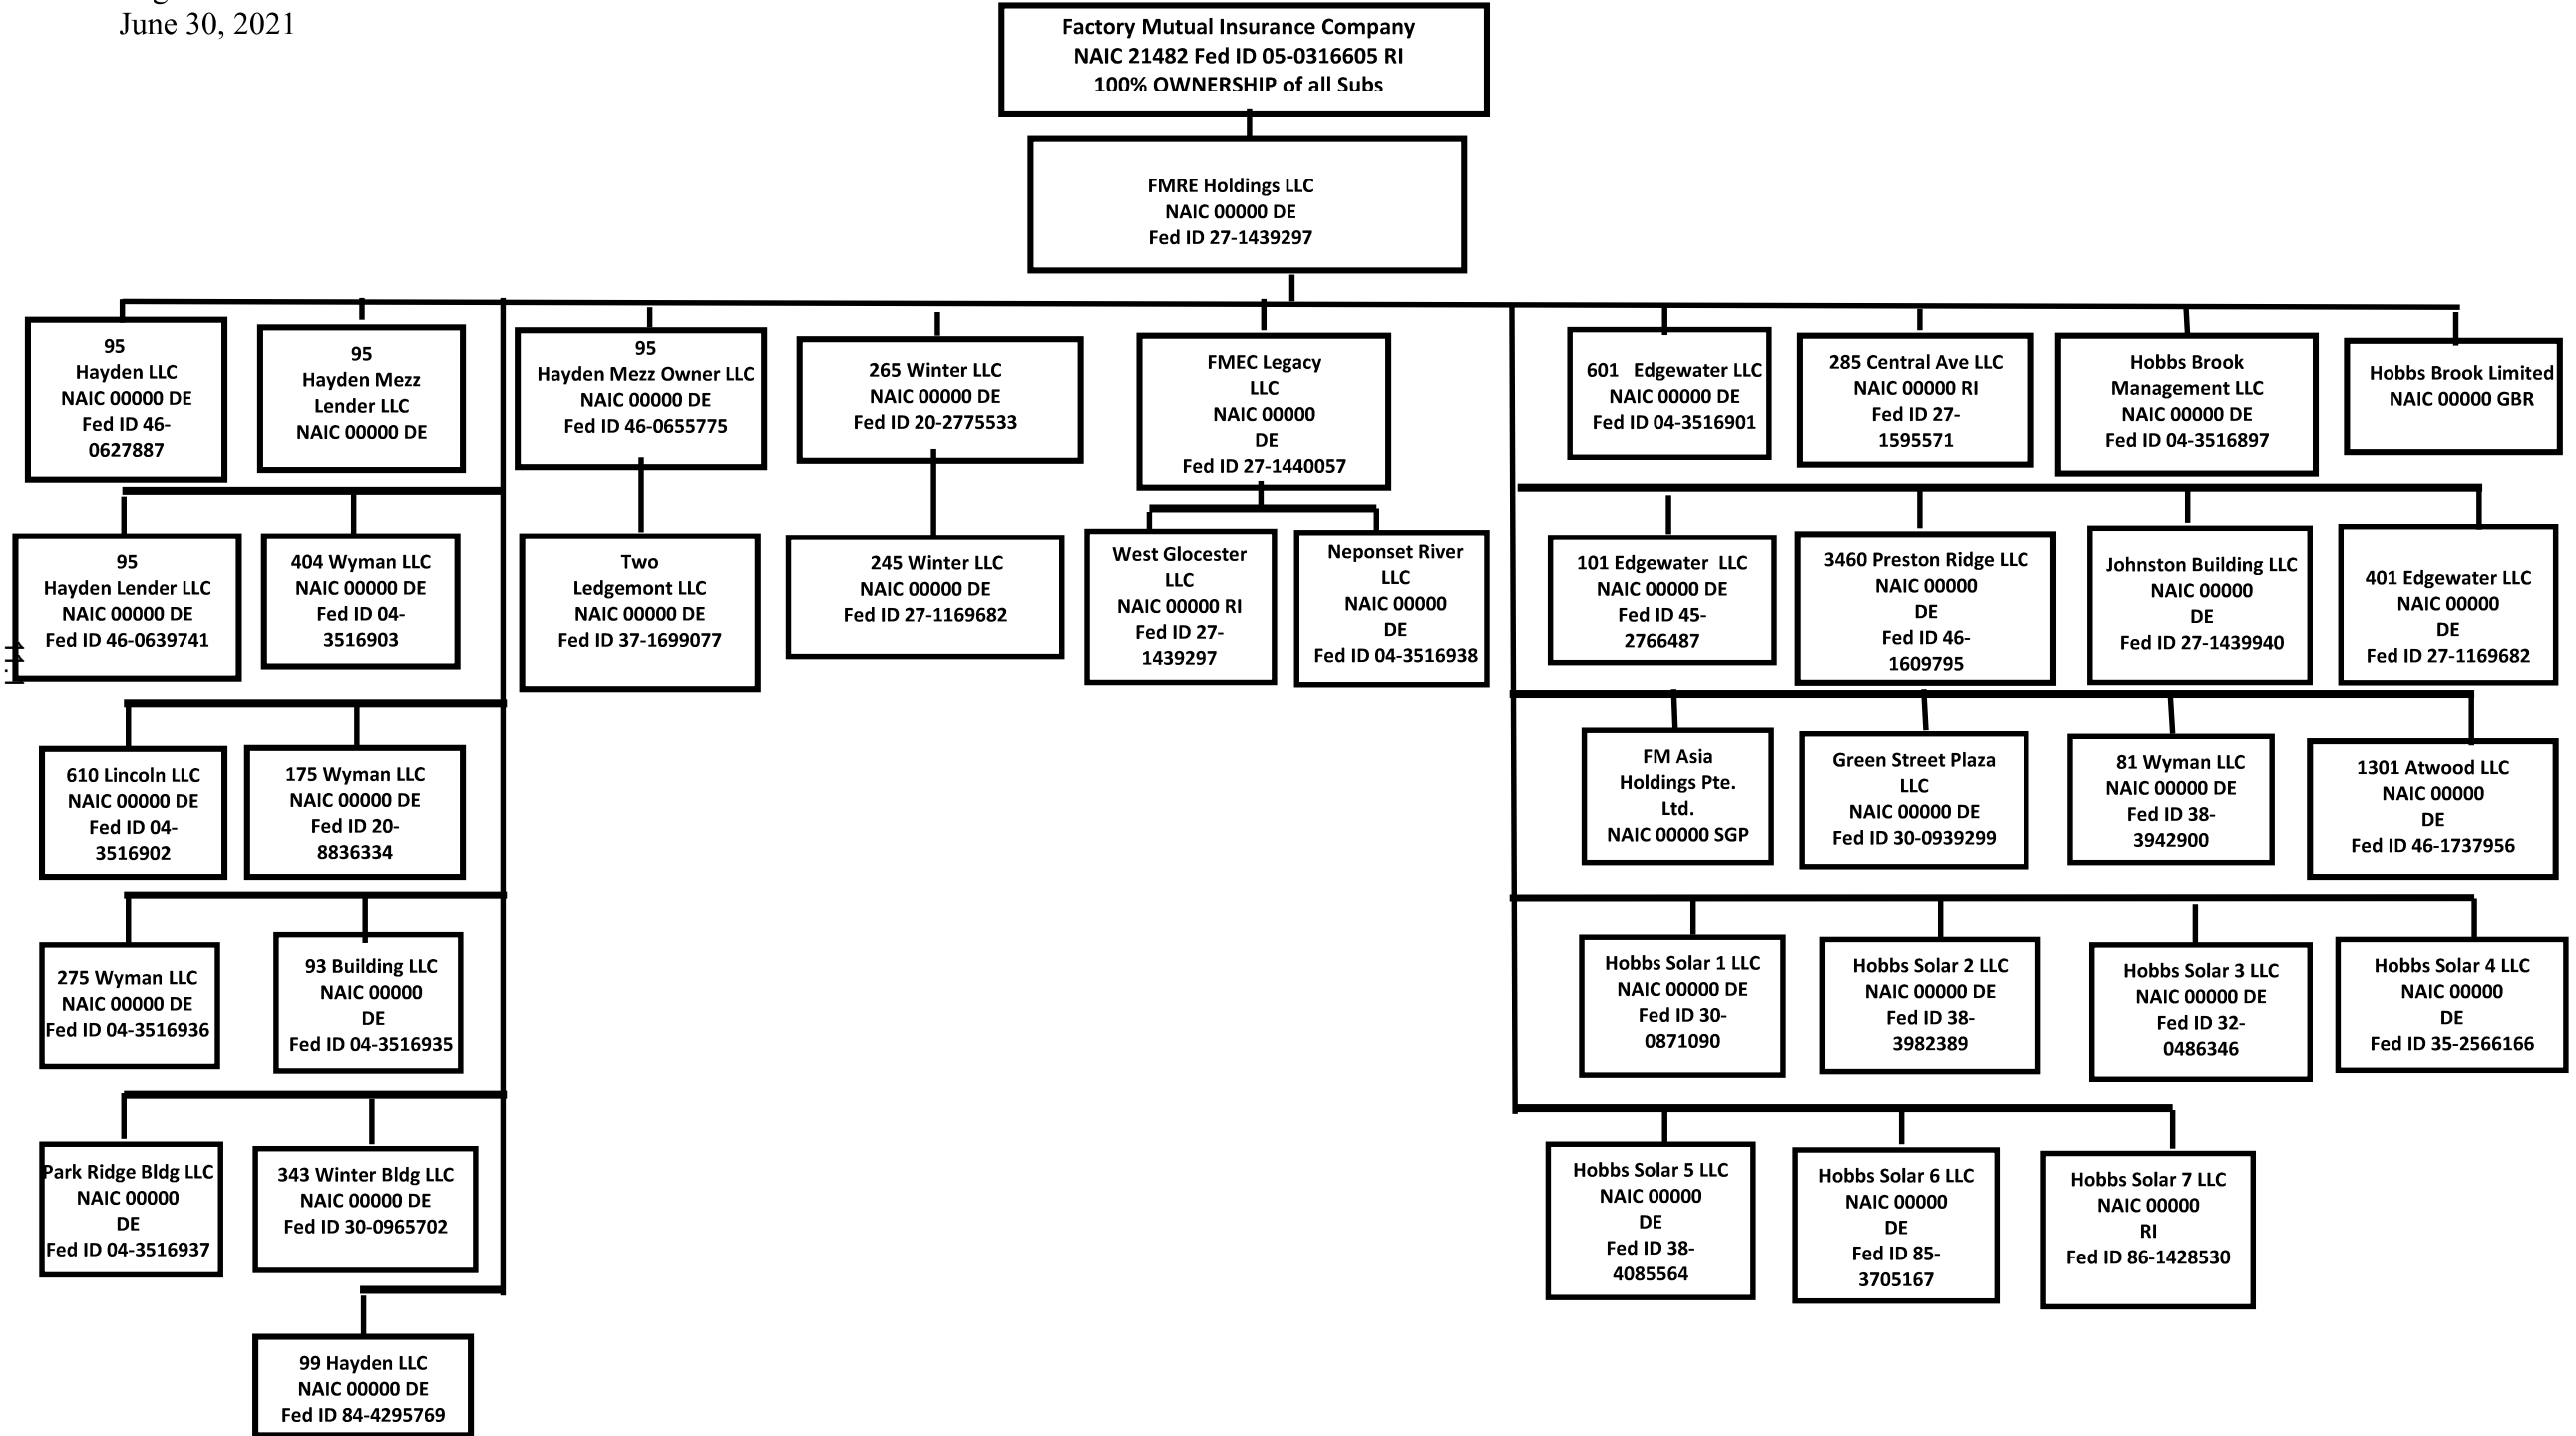 June 30, 2021
Factory Mutual Insurance Company
NAIC 21482 Fed ID 05-0316605 RI
100% OWNERSHIP of all Subs
FMRE Holdings LLC
NAIC 00000 DE
Fed ID 27-1439297
95
Hayden LLC
NAIC 00000 DE
Fed ID 46-
0627887
95
Hayden Mezz
Lender LLC
NAIC 00000 DE
95
Hayden Mezz Owner LLC
NAIC 00000 DE
Fed ID 46-0655775
265 Winter LLC
NAIC 00000 DE
Fed ID 20-2775533
FMEC Legacy
LLC
NAIC 00000
DE
Fed ID 27-1440057
601 Edgewater LLC
NAIC 00000 DE
Fed ID 04-3516901
285 Central Ave LLC
NAIC 00000 RI
Fed ID 27-
1595571
Hobbs Brook
Management LLC
NAIC 00000 DE
Fed ID 04-3516897
Hobbs Brook Limited
NAIC 00000 GBR
95
Hayden Lender LLC
NAIC 00000 DE
Fed ID 46-0639741
404 Wyman LLC
NAIC 00000 DE
Fed ID 04-
3516903
Two
Ledgemont LLC
NAIC 00000 DE
Fed ID 37-1699077
245 Winter LLC
NAIC 00000 DE
Fed ID 27-1169682
West Glocester
LLC
NAIC 00000 RI
Fed ID 27-
1439297
Neponset River
LLC
NAIC 00000
DE
Fed ID 04-3516938
101 Edgewater LLC
NAIC 00000 DE
Fed ID 45-
2766487
3460 Preston Ridge LLC
NAIC 00000
DE
Fed ID 46-
1609795
Johnston Building LLC
NAIC 00000
DE
Fed ID 27-1439940
401 Edgewater LLC
NAIC 00000
DE
Fed ID 27-1169682
610 Lincoln LLC
NAIC 00000 DE
Fed ID 04-
3516902
175 Wyman LLC
NAIC 00000 DE
Fed ID 20-
8836334
FM Asia
Holdings Pte.
Ltd.
NAIC 00000 SGP
Green Street Plaza
LLC
NAIC 00000 DE
Fed ID 30-0939299
81 Wyman LLC
NAIC 00000 DE
Fed ID 38-
3942900
1301 Atwood LLC
NAIC 00000
DE
Fed ID 46-1737956
275 Wyman LLC
NAIC 00000 DE
Fed ID 04-3516936
93 Building LLC
NAIC 00000
DE
Fed ID 04-3516935
Hobbs Solar 1 LLC
NAIC 00000 DE
Fed ID 30-
0871090
Hobbs Solar 2 LLC
NAIC 00000 DE
Fed ID 38-
3982389
Hobbs Solar 3 LLC
NAIC 00000 DE
Fed ID 32-
0486346
Hobbs Solar 4 LLC
NAIC 00000
DE
Fed ID 35-2566166
Park Ridge Bldg LLC
NAIC 00000
DE
Fed ID 04-3516937
343 Winter Bldg LLC
NAIC 00000 DE
Fed ID 30-0965702
Hobbs Solar 5 LLC
NAIC 00000
DE
Fed ID 38-
4085564
Hobbs Solar 6 LLC
NAIC 00000
DE
Fed ID 85-
3705167
Hobbs Solar 7 LLC
NAIC 00000
RI
Fed ID 86-1428530
99 Hayden LLC
NAIC 00000 DE
Fed ID 84-4295769